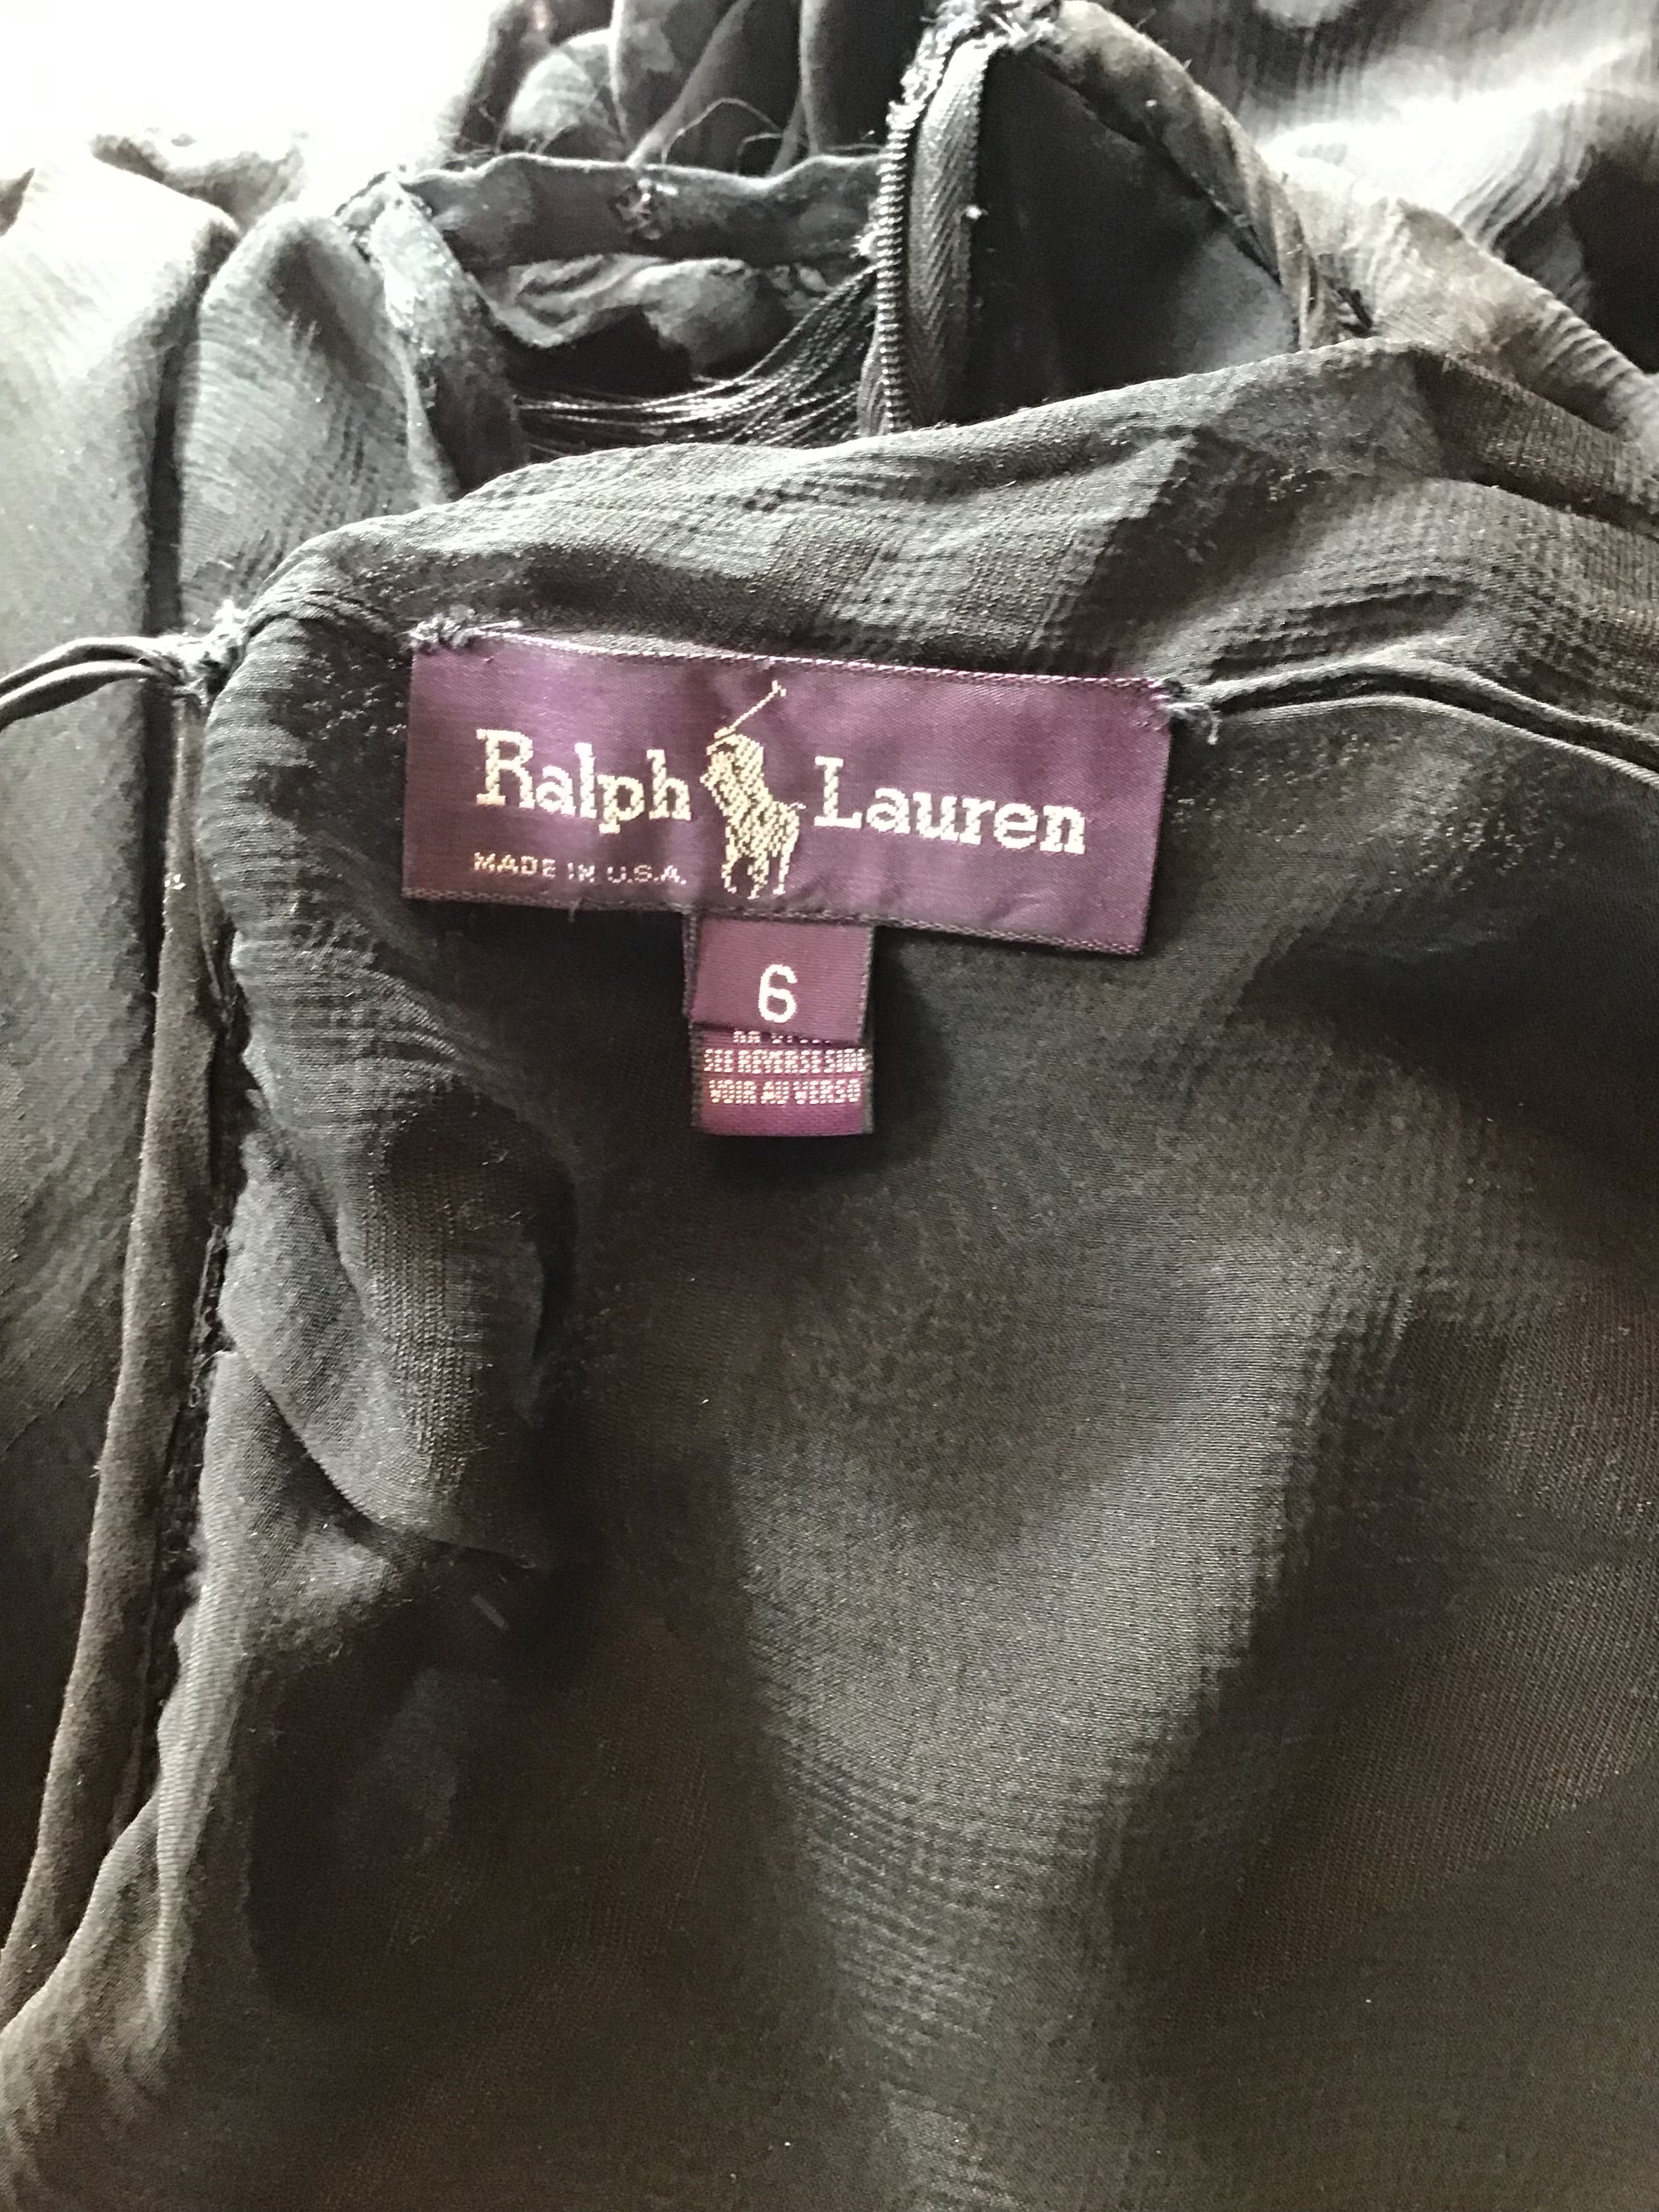 Ralph Lauren
MADE IN U.S.A.
6
SEE REVERSE SIDE
VOIR AU VERSO